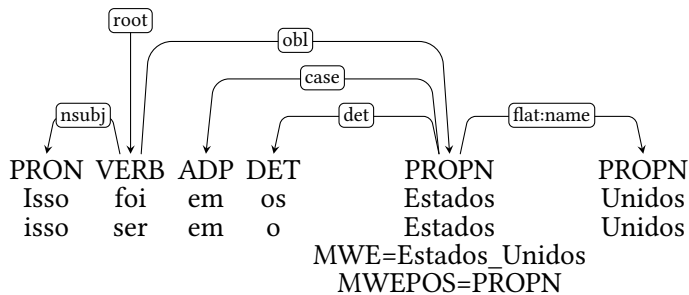 root
obl
case
nsubj det flat:name
PRON VERB ADP DET PROPN PROPN
Isso foi em os Estados Unidos
isso ser em o Estados Unidos
MWE=Estados_Unidos
MWEPOS=PROPN